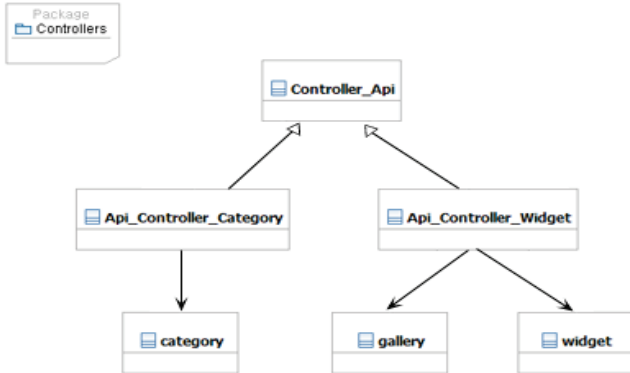 Package
Controllers
Controller_Api
Api_Controller_Category
Api_Controller_Widget
category
gallery
widget